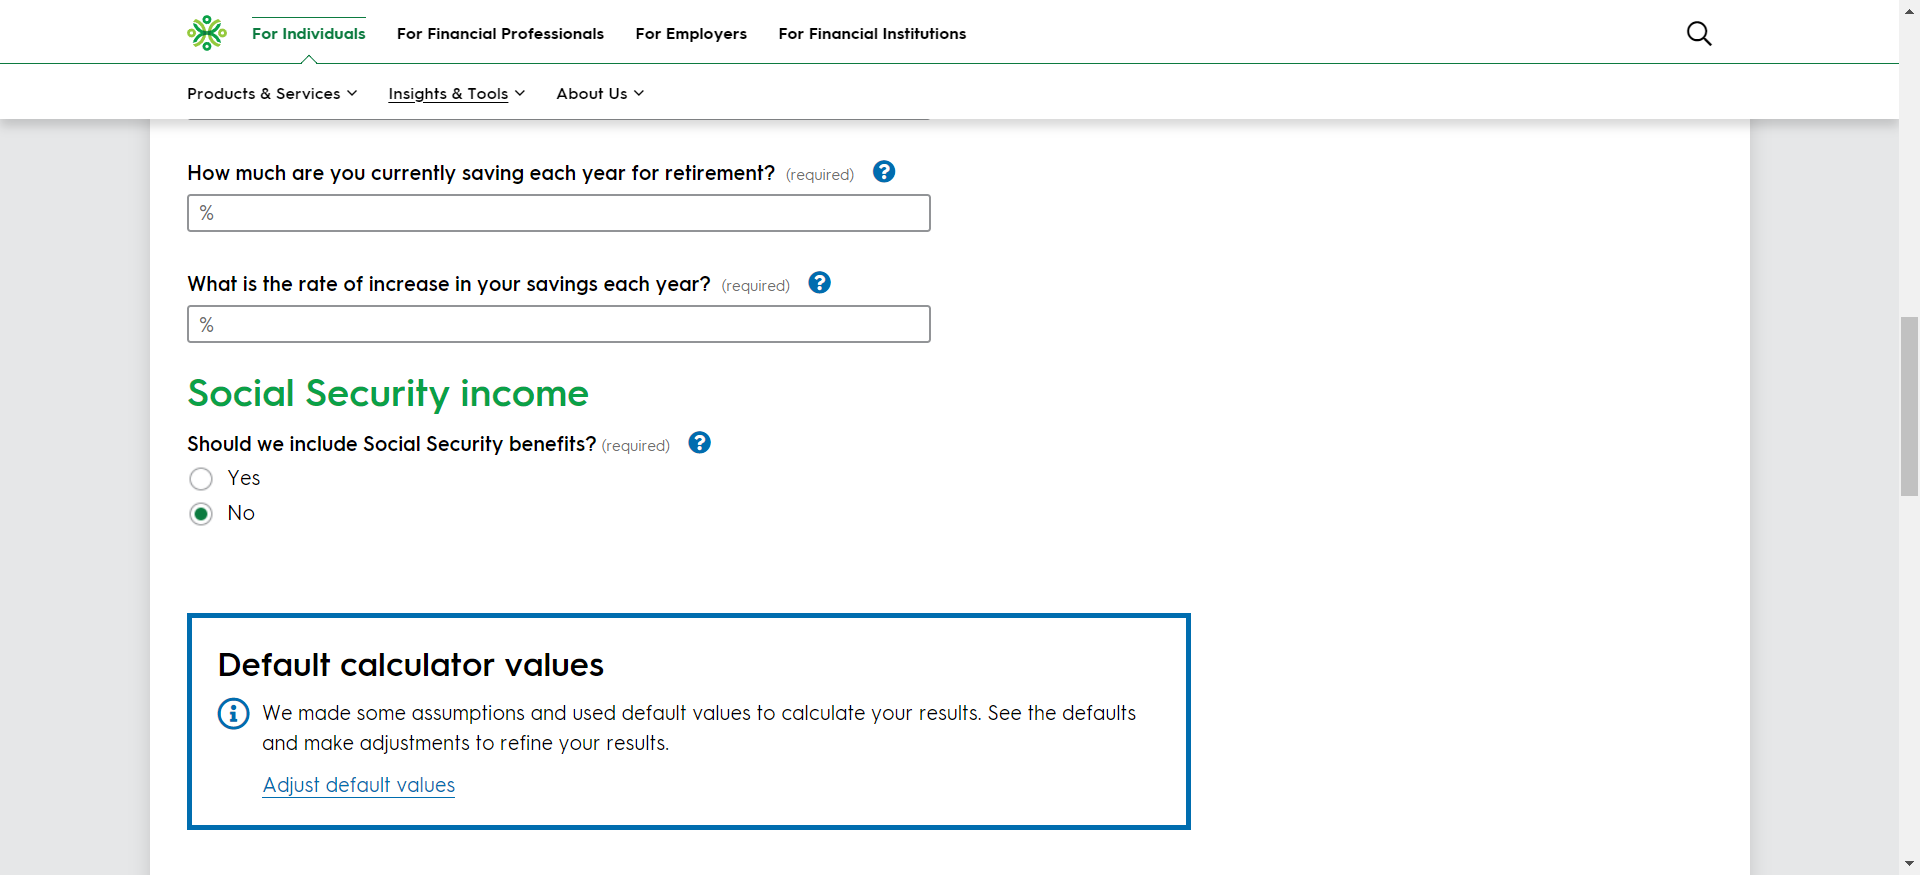 For Individuals For Financial Professionals For Employers For Financial Institutions
Products & Services Insights & Tools About Us
How much are you currently saving each year for retirement? (required) ?
%
What is the rate of increase in your savings each year? (required) ?
%
Social Security income
Should we include Social Security benefits? (required) ?
Yes
No
Default calculator values
We made some assumptions and used default values to calculate your results. See the defaults
and make adjustments to refine your results.
Adjust default values